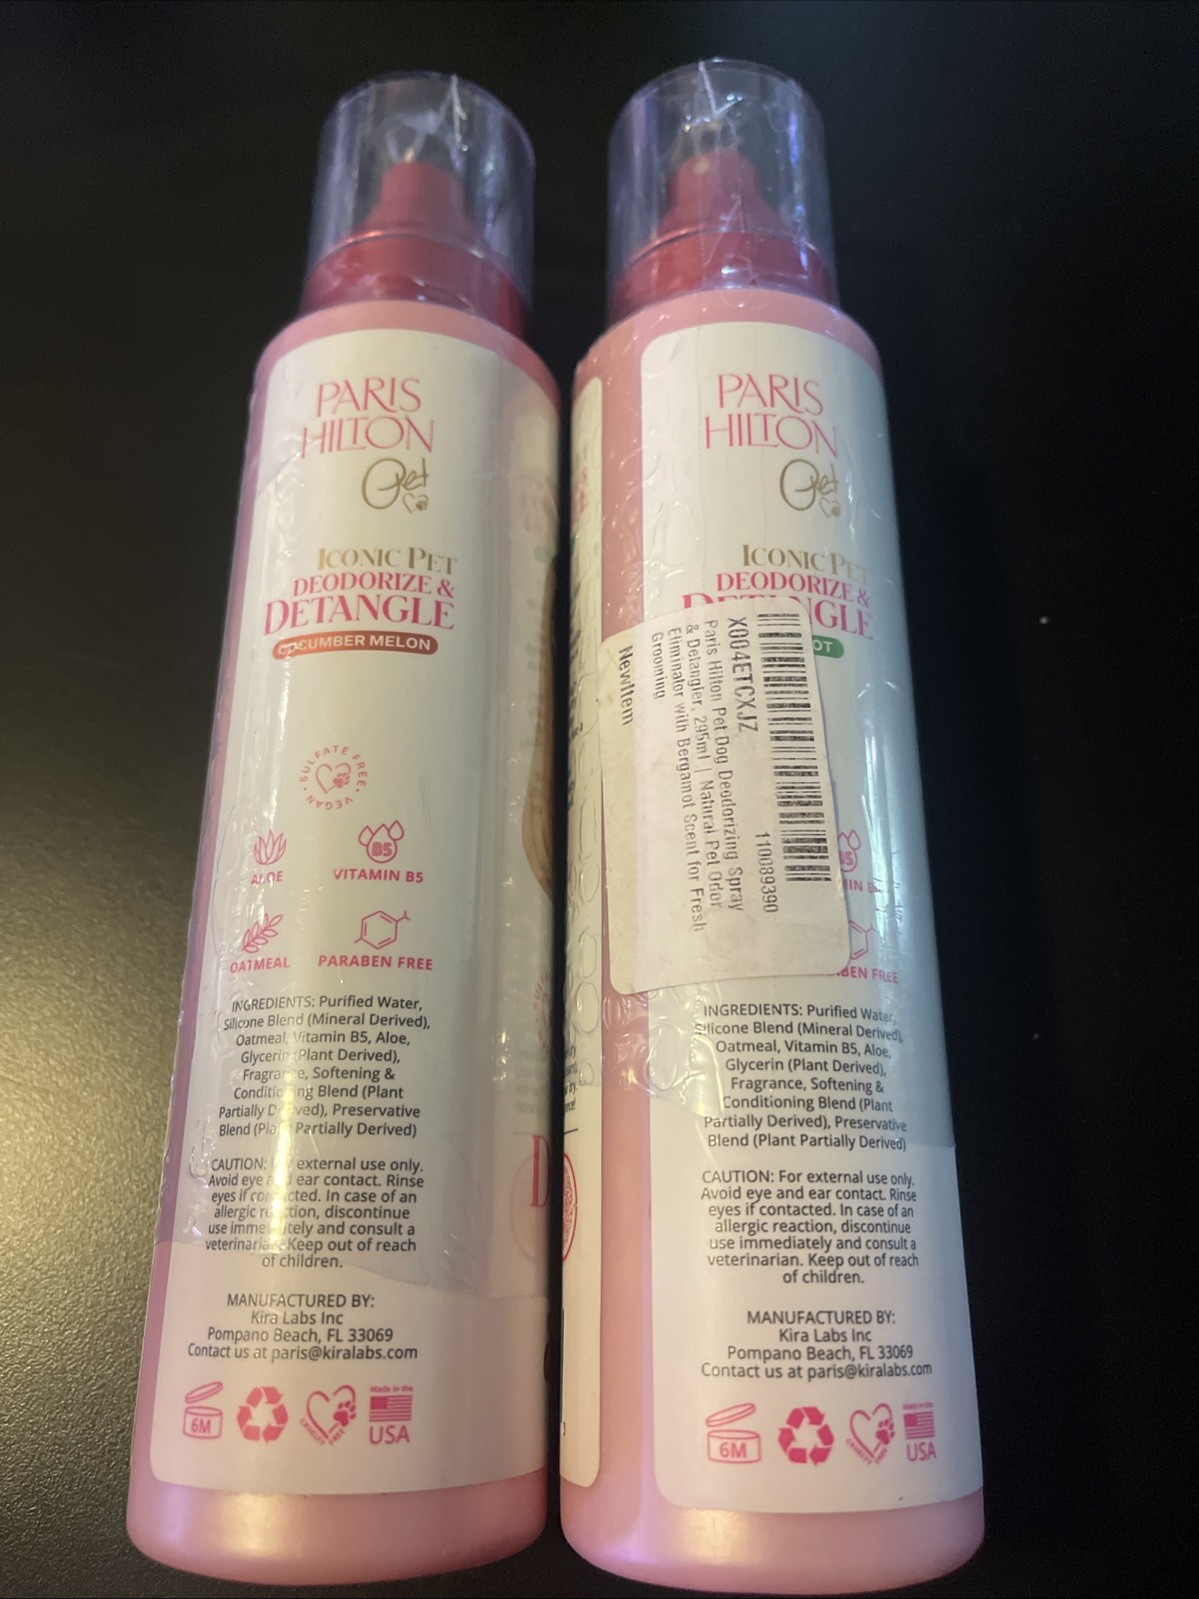 PARIS
HILTON
Pet
ICONIC PET
DEODORIZE &
DETANGLE
CUCUMBER MELON
SULFATE FREE • VEGAN •
ALOE
VITAMIN B5
B5
OATMEAL
PARABEN FREE
INGREDIENTS: Purified Water,
Silicone Blend (Mineral Derived),
Oatmeal, Vitamin B5, Aloe,
Glycerin (Plant Derived),
Fragrance, Softening &
Conditioning Blend (Plant
Partially Derived), Preservative
Blend (Plant Partially Derived)
CAUTION: For external use only.
Avoid eye and ear contact. Rinse
eyes if contacted. In case of an
allergic reaction, discontinue
use immediately and consult a
veterinarian. Keep out of reach
of children.
MANUFACTURED BY:
Kira Labs Inc
Pompano Beach, FL 33069
Contact us at paris@kiralabs.com
6M
CRUELTY FREE
Made in the
USA
PARIS
HILTON
Pet
ICONIC PET
DEODORIZE &
DETANGLE
OT
X004ETCXJZ
110089390
Paris Hilton Pet Dog Deodorizing Spray
& Detangler, 295ml | Natural Pet Odor
Eliminator with Bergamot Scent for Fresh
Grooming
NewItem
INGREDIENTS: Purified Water,
Silicone Blend (Mineral Derived),
Oatmeal, Vitamin B5, Aloe,
Glycerin (Plant Derived),
Fragrance, Softening &
Conditioning Blend (Plant
Partially Derived), Preservative
Blend (Plant Partially Derived)
CAUTION: For external use only.
Avoid eye and ear contact. Rinse
eyes if contacted. In case of an
allergic reaction, discontinue
use immediately and consult a
veterinarian. Keep out of reach
of children.
MANUFACTURED BY:
Kira Labs Inc
Pompano Beach, FL 33069
Contact us at paris@kiralabs.com
6M
CRUELTY FREE
Made in the
USA